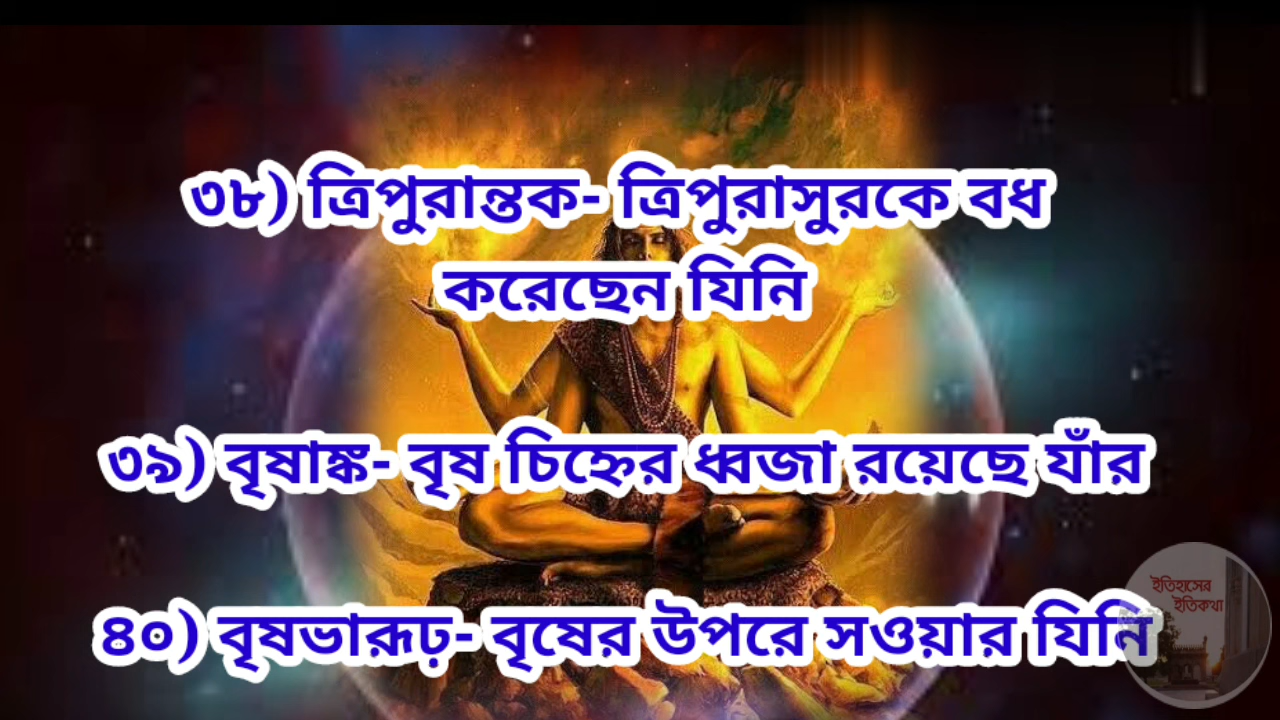 ৩৮) ত্রিপুরান্তক- ত্রিপুরাসুরকে বধ
করেছেন যিনি
৩৯) বৃষাঙ্ক- বৃষ চিহ্নের ধ্বজা রয়েছে যাঁর
৪০) বৃষভারূঢ়- বৃষের উপরে সওয়ার যিনি
ইতিহাসের
ইতিকথা